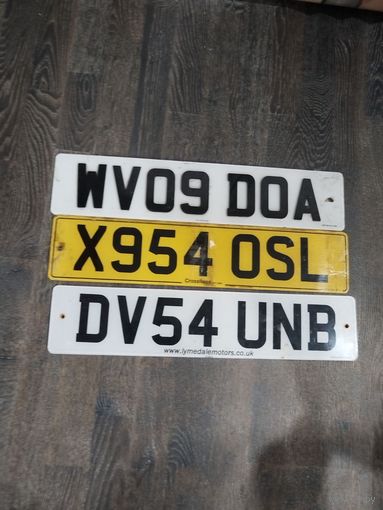 WV09 DOA
X954 OSL
DV54 UNB
www.lymedalemotors.co.uk